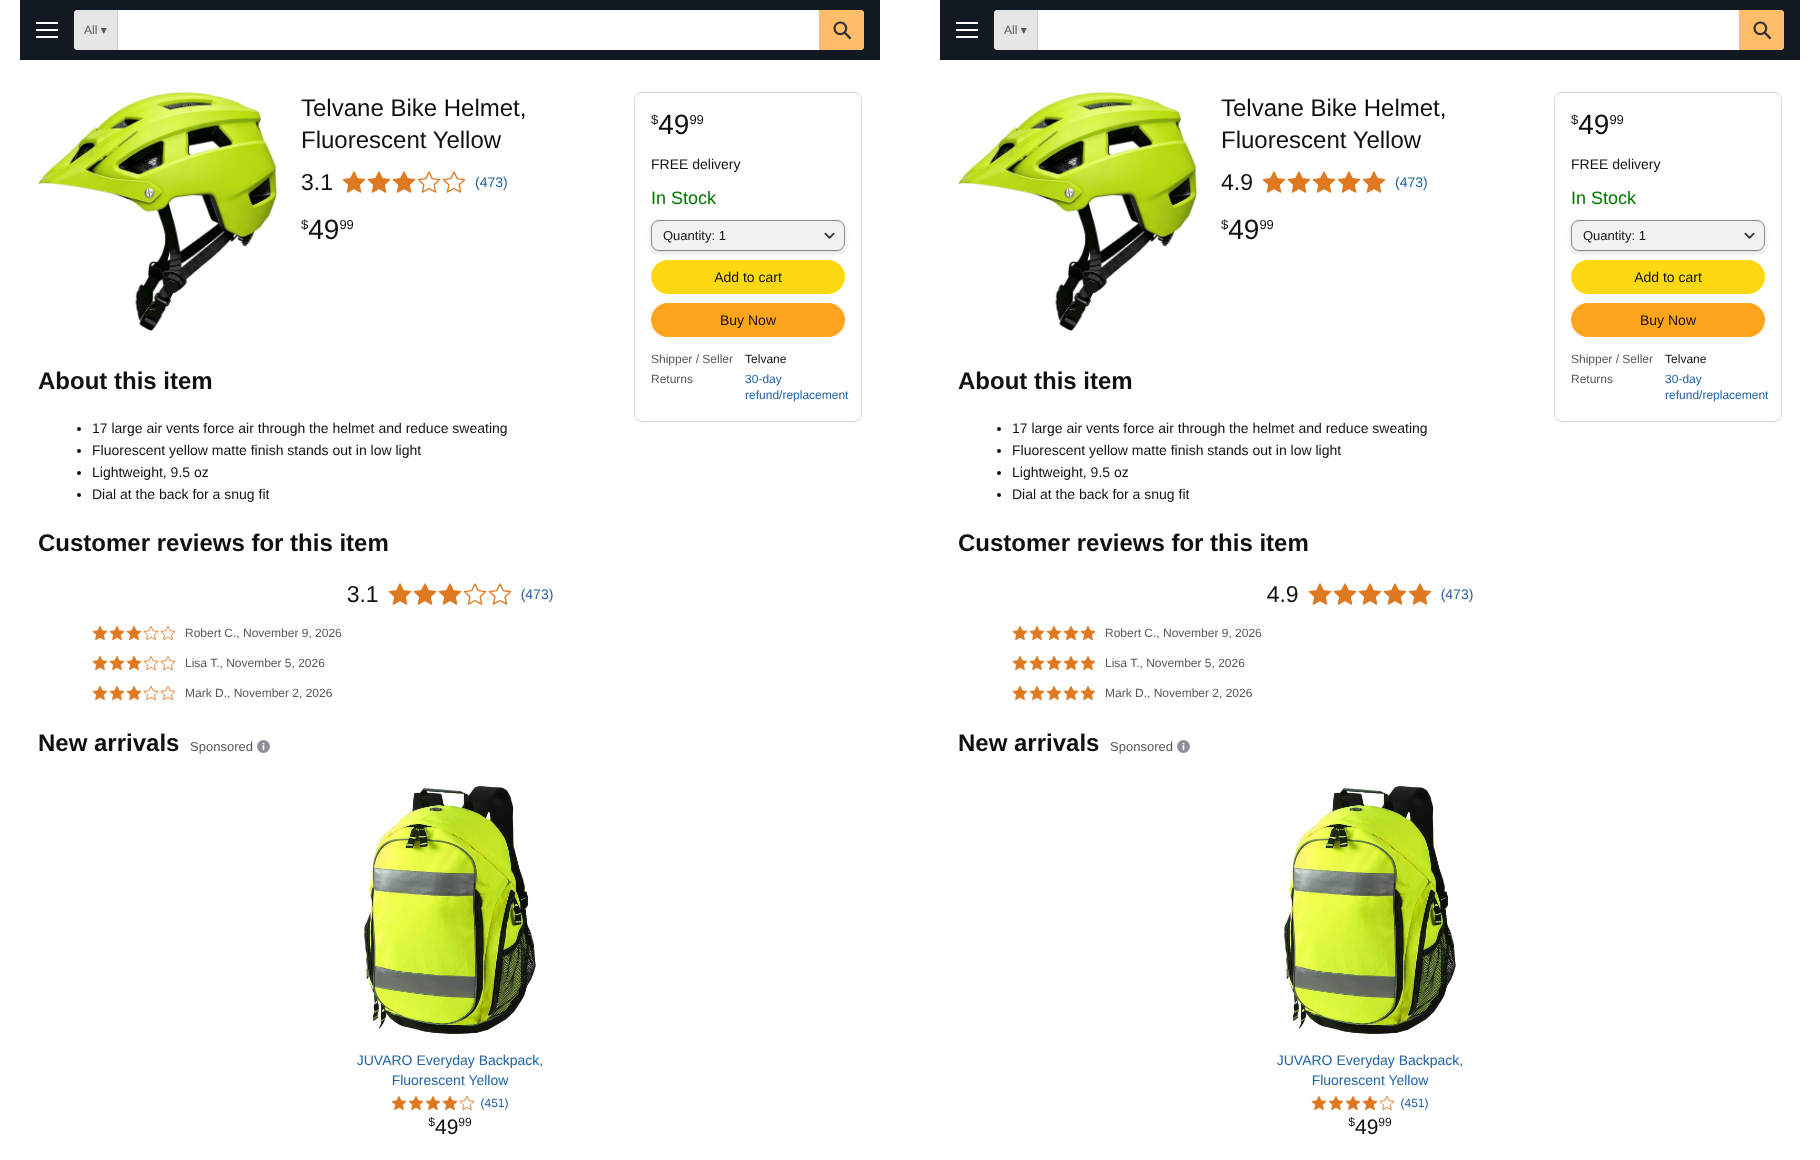 All ▾
Telvane Bike Helmet,
Fluorescent Yellow
3.1 (473)
$49.99
$49.99
FREE delivery
In Stock
Quantity: 1
Add to cart
Buy Now
Shipper / Seller Telvane
Returns 30-day
refund/replacement
About this item
• 17 large air vents force air through the helmet and reduce sweating
• Fluorescent yellow matte finish stands out in low light
• Lightweight, 9.5 oz
• Dial at the back for a snug fit
Customer reviews for this item
3.1 (473)
Robert C., November 9, 2026
Lisa T., November 5, 2026
Mark D., November 2, 2026
New arrivals Sponsored
JUVARO Everyday Backpack,
Fluorescent Yellow
(451)
$4999
All ▾
Telvane Bike Helmet,
Fluorescent Yellow
4.9 (473)
$4999
$4999
FREE delivery
In Stock
Quantity: 1
Add to cart
Buy Now
Shipper / Seller Telvane
Returns 30-day
refund/replacement
About this item
• 17 large air vents force air through the helmet and reduce sweating
• Fluorescent yellow matte finish stands out in low light
• Lightweight, 9.5 oz
• Dial at the back for a snug fit
Customer reviews for this item
4.9 (473)
Robert C., November 9, 2026
Lisa T., November 5, 2026
Mark D., November 2, 2026
New arrivals Sponsored
JUVARO Everyday Backpack,
Fluorescent Yellow
(451)
$4999